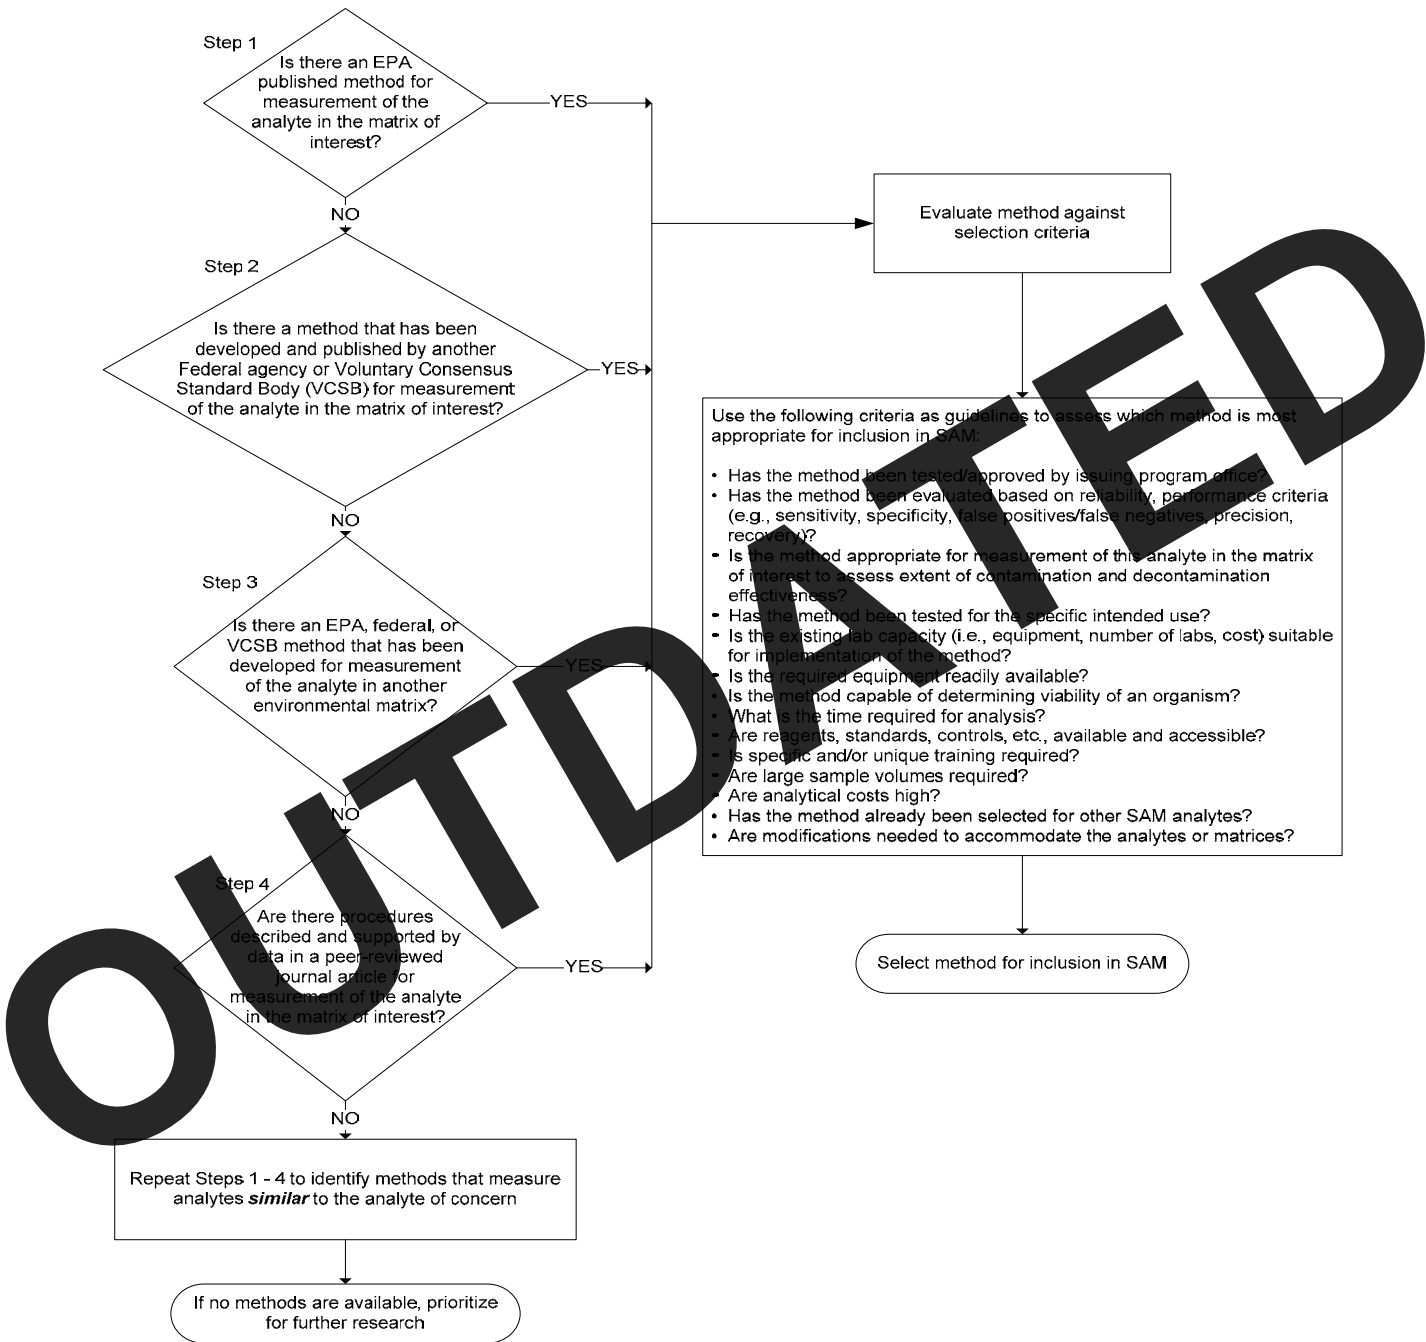 Step 1
Is there an EPA
published method for
measurement of the
analyte in the matrix of
interest?
YES
NO
Step 2
Is there a method that has been
developed and published by another
Federal agency or Voluntary Consensus
Standard Body (VCSB) for measurement
of the analyte in the matrix of interest?
YES
NO
Step 3
Is there an EPA, federal, or
VCSB method that has been
developed for measurement
of the analyte in another
environmental matrix?
YES
NO
Step 4
Are there procedures
described and supported by
data in a peer-reviewed
journal article for
measurement of the analyte
in the matrix of interest?
YES
NO
Repeat Steps 1 - 4 to identify methods that measure
analytes similar to the analyte of concern
If no methods are available, prioritize
for further research
Evaluate method against
selection criteria
Use the following criteria as guidelines to assess which method is most
appropriate for inclusion in SAM:
• Has the method been tested/approved by issuing program office?
• Has the method been evaluated based on reliability, performance criteria
(e.g., sensitivity, specificity, false positives/false negatives, precision,
recovery)?
• Is the method appropriate for measurement of this analyte in the matrix
of interest to assess extent of contamination and decontamination
effectiveness?
• Has the method been tested for the specific intended use?
• Is the existing lab capacity (i.e., equipment, number of labs, cost) suitable
for implementation of the method?
• Is the required equipment readily available?
• Is the method capable of determining viability of an organism?
• What is the time required for analysis?
• Are reagents, standards, controls, etc., available and accessible?
• Is specific and/or unique training required?
• Are large sample volumes required?
• Are analytical costs high?
• Has the method already been selected for other SAM analytes?
• Are modifications needed to accommodate the analytes or matrices?
Select method for inclusion in SAM
OUTDATED